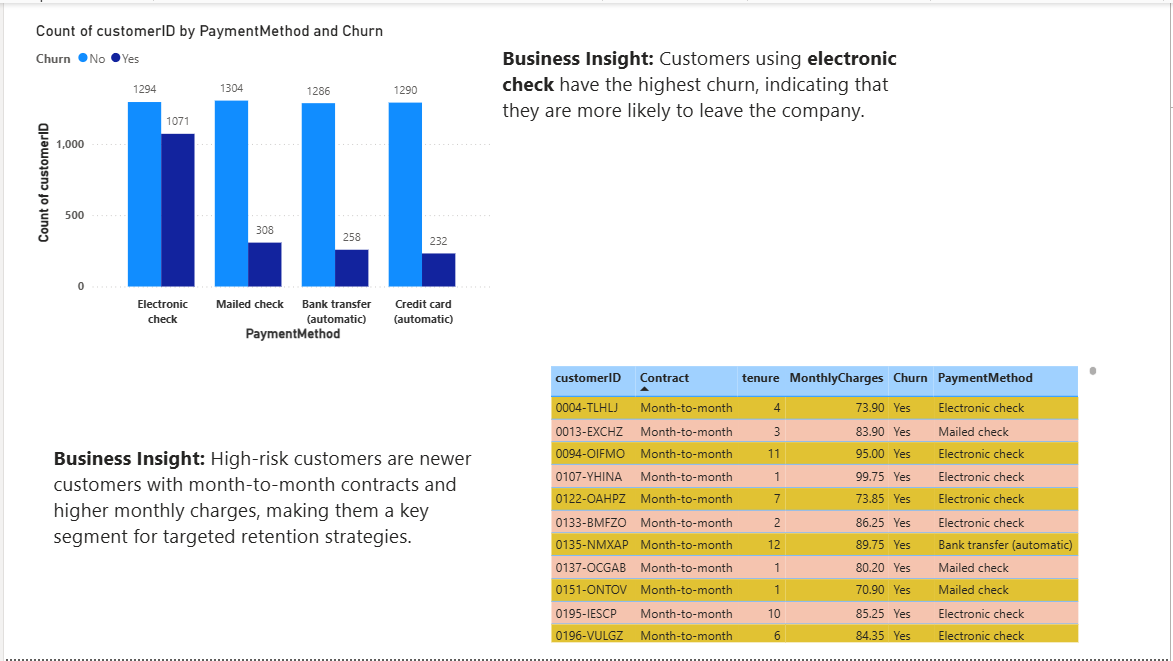 Count of customerID by PaymentMethod and Churn
Churn No Yes
Count of customerID
1,000
500
0
1294
1071
1304
308
1286
258
1290
232
Electronic
check
Mailed check
Bank transfer
(automatic)
Credit card
(automatic)
PaymentMethod
Business Insight: Customers using electronic
check have the highest churn, indicating that
they are more likely to leave the company.
Business Insight: High-risk customers are newer
customers with month-to-month contracts and
higher monthly charges, making them a key
segment for targeted retention strategies.
customerID Contract tenure MonthlyCharges Churn PaymentMethod
0004-TLHLJ Month-to-month 4 73.90 Yes Electronic check
0013-EXCHZ Month-to-month 3 83.90 Yes Mailed check
0094-OIFMO Month-to-month 11 95.00 Yes Electronic check
0107-YHINA Month-to-month 1 99.75 Yes Electronic check
0122-OAHPZ Month-to-month 7 73.85 Yes Electronic check
0133-BMFZO Month-to-month 2 86.25 Yes Electronic check
0135-NMXAP Month-to-month 12 89.75 Yes Bank transfer (automatic)
0137-OCGAB Month-to-month 1 80.20 Yes Mailed check
0151-ONTOV Month-to-month 1 70.90 Yes Mailed check
0195-IESCP Month-to-month 10 85.25 Yes Electronic check
0196-VULGZ Month-to-month 6 84.35 Yes Electronic check